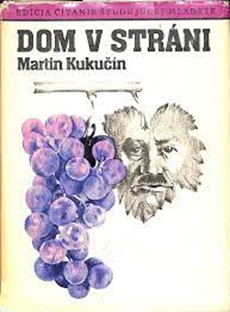 EDÍCIA ČÍTANIE ŠTUDUJÚCEJ MLÁDEŽE
DOM V STRÁNI
Martin Kukučín